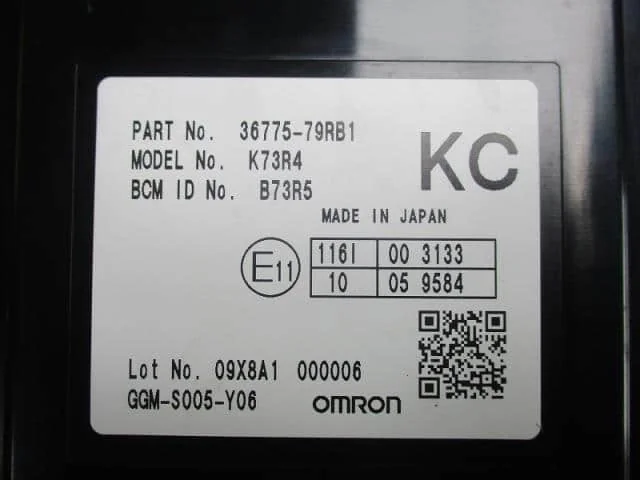 PART No. 36775-79RB1
MODEL No. K73R4
BCM ID No. B73R5
KC
MADE IN JAPAN
E11
116I 00 3133
10 05 9584
Lot No. 09X8A1 000006
GGM-S005-Y06 OMRON